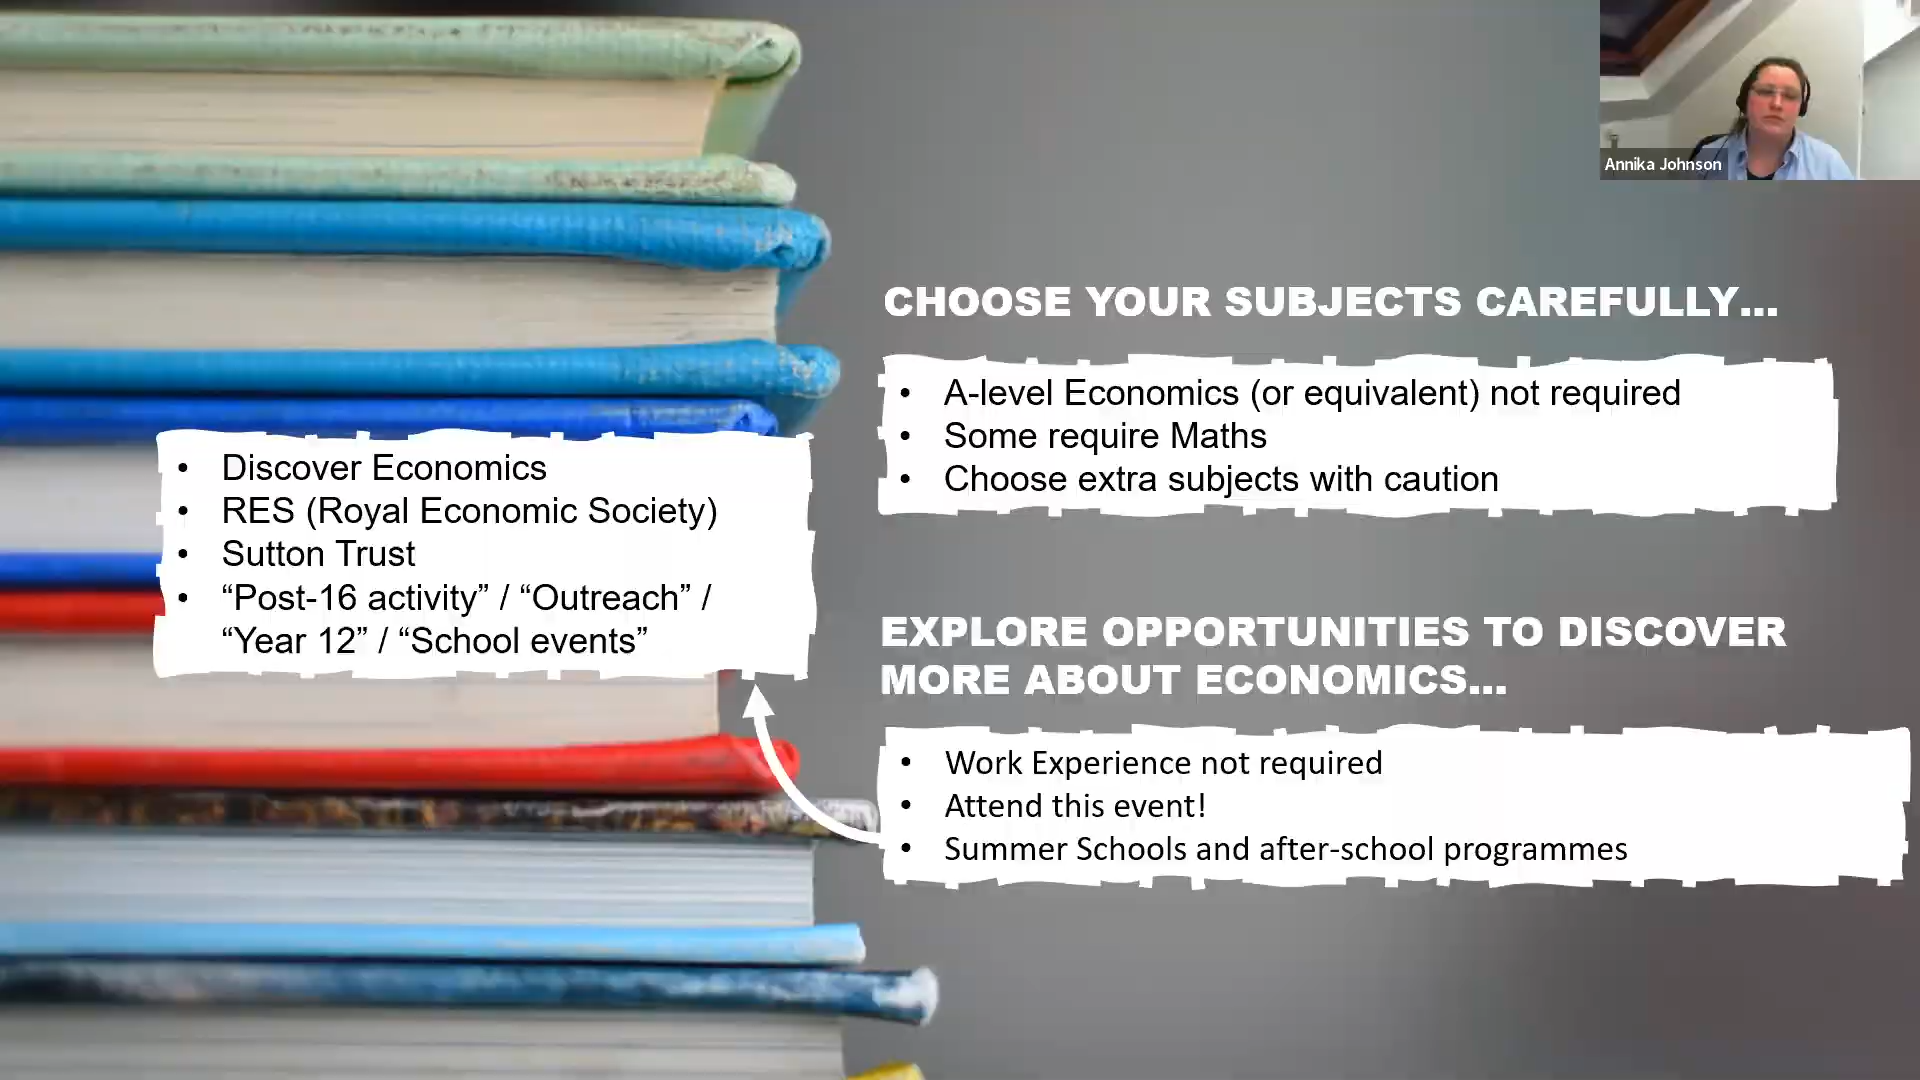 Annika Johnson
CHOOSE YOUR SUBJECTS CAREFULLY...
• A-level Economics (or equivalent) not required
• Some require Maths
• Choose extra subjects with caution
• Discover Economics
• RES (Royal Economic Society)
• Sutton Trust
• “Post-16 activity” / “Outreach” /
“Year 12” / “School events”
EXPLORE OPPORTUNITIES TO DISCOVER
MORE ABOUT ECONOMICS...
• Work Experience not required
• Attend this event!
• Summer Schools and after-school programmes